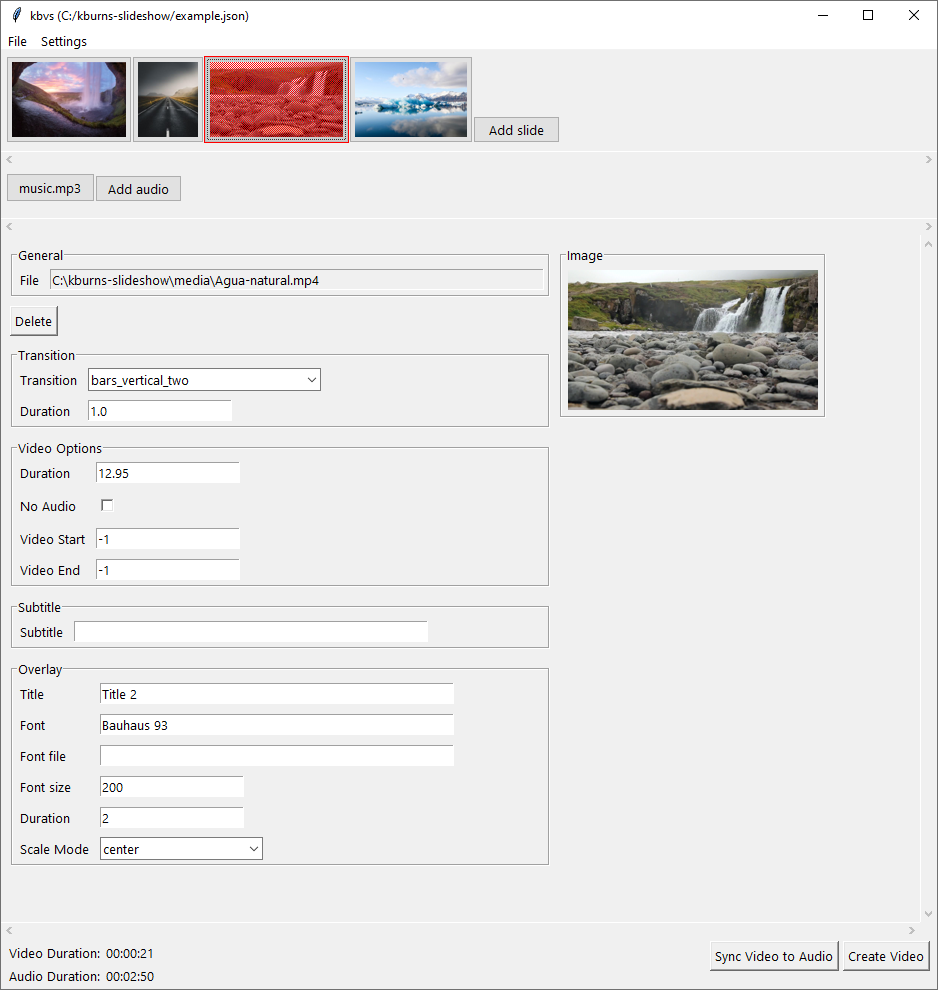 kbvs (C:/kburns-slideshow/example.json)
File Settings
Add slide
music.mp3 Add audio
General
File C:\kburns-slideshow\media\Agua-natural.mp4
Image
Delete
Transition
Transition bars_vertical_two
Duration 1.0
Video Options
Duration 12.95
No Audio
Video Start -1
Video End -1
Subtitle
Subtitle
Overlay
Title Title 2
Font Bauhaus 93
Font file
Font size 200
Duration 2
Scale Mode center
Video Duration: 00:00:21
Audio Duration: 00:02:50
Sync Video to Audio Create Video